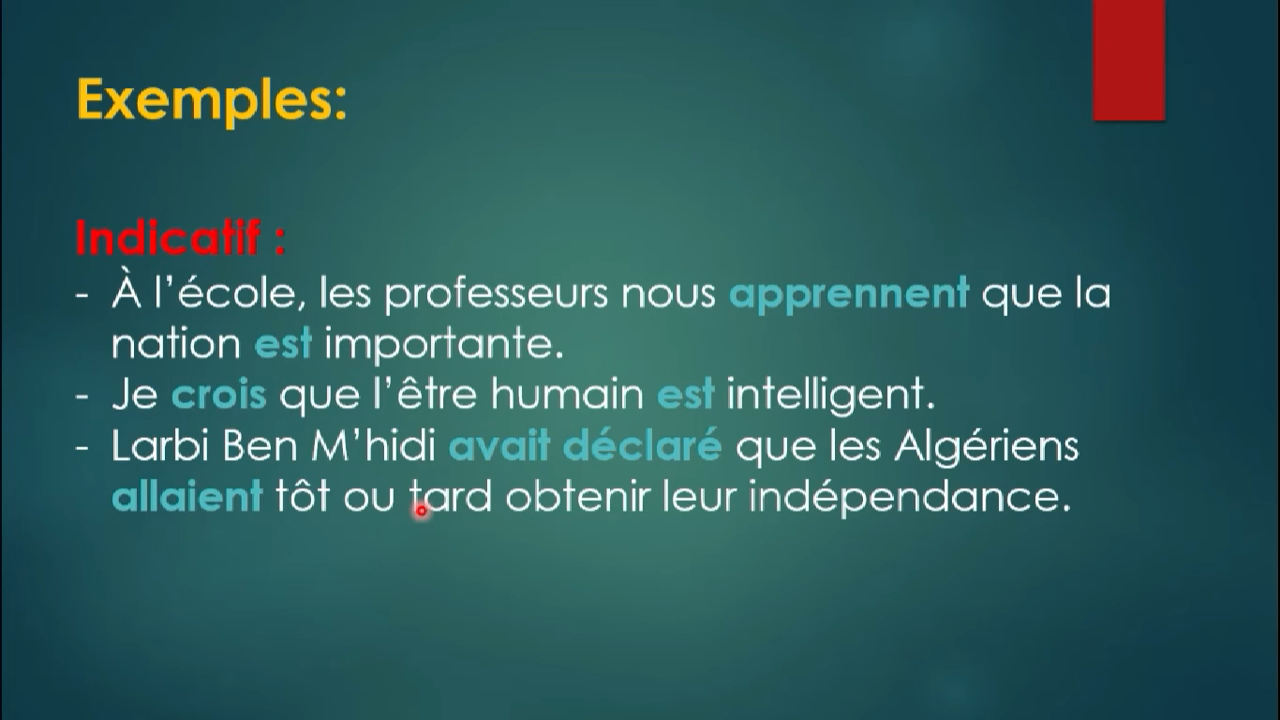 Exemples:
Indicatif :
- À l’école, les professeurs nous apprennent que la
nation est importante.
- Je crois que l’être humain est intelligent.
- Larbi Ben M’hidi avait déclaré que les Algériens
allaient tôt ou tard obtenir leur indépendance.